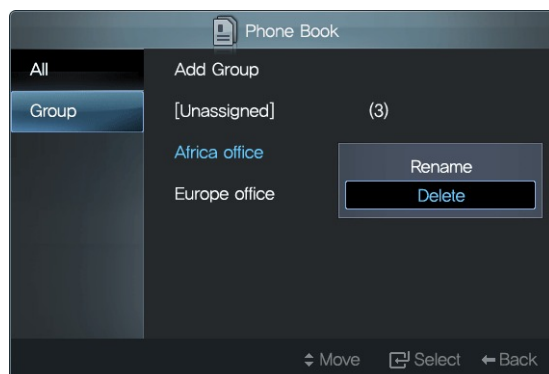 Phone Book
All
Group
Add Group
[Unassigned] (3)
Africa office
Europe office
Rename
Delete
Move Select Back